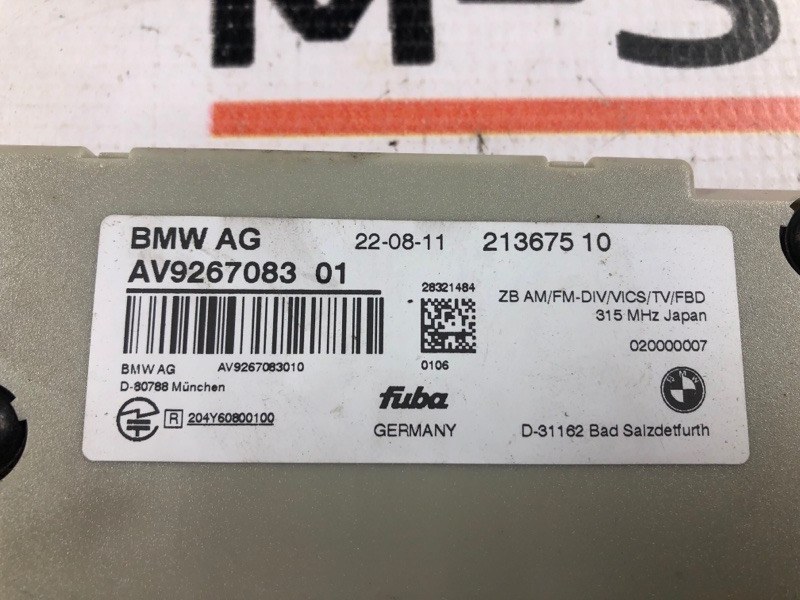 M-S
BMW AG 22-08-11 213675 10
AV9267083 01
28321484
ZB AM/FM-DIV/VICS/TV/FBD
315 MHz Japan
020000007
BMW AG AV9267083010 0106
D-80788 München
R 204Y60800100
fuba
GERMANY
BMW
D-31162 Bad Salzdetfurth